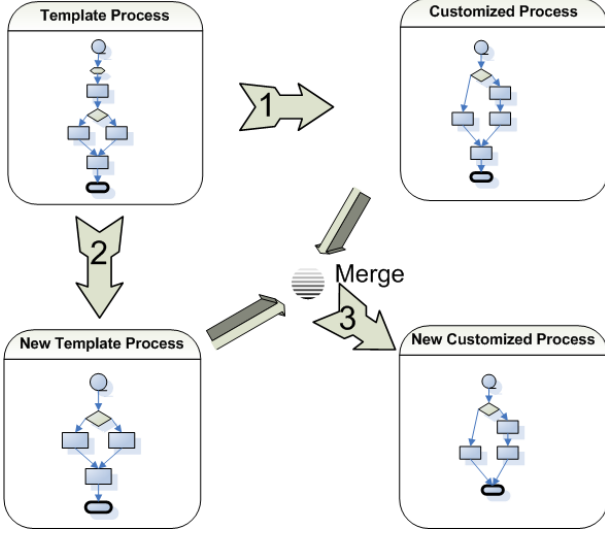 Template Process
Customized Process
1
2
Merge
3
New Template Process
New Customized Process